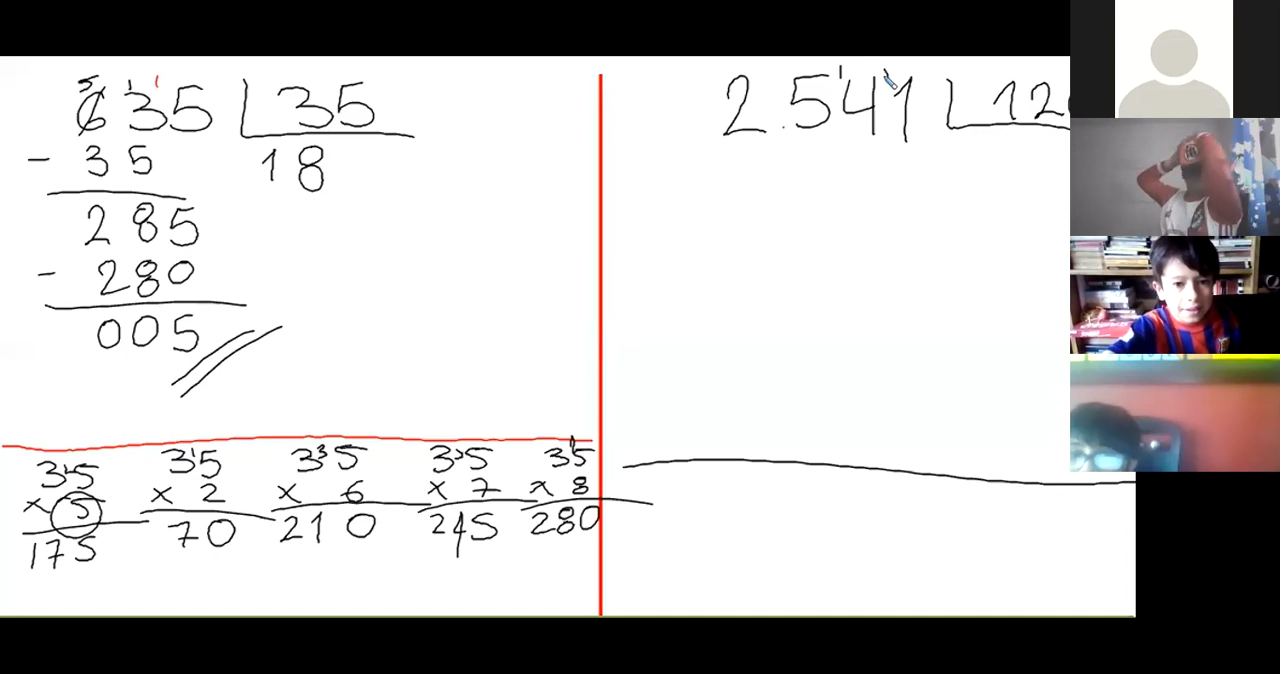 635 35
- 35 18
285
- 280
005
35 35 35 35 35
x 5 x 2 x 6 x 7 x 8
175 70 210 245 280
2.541 12